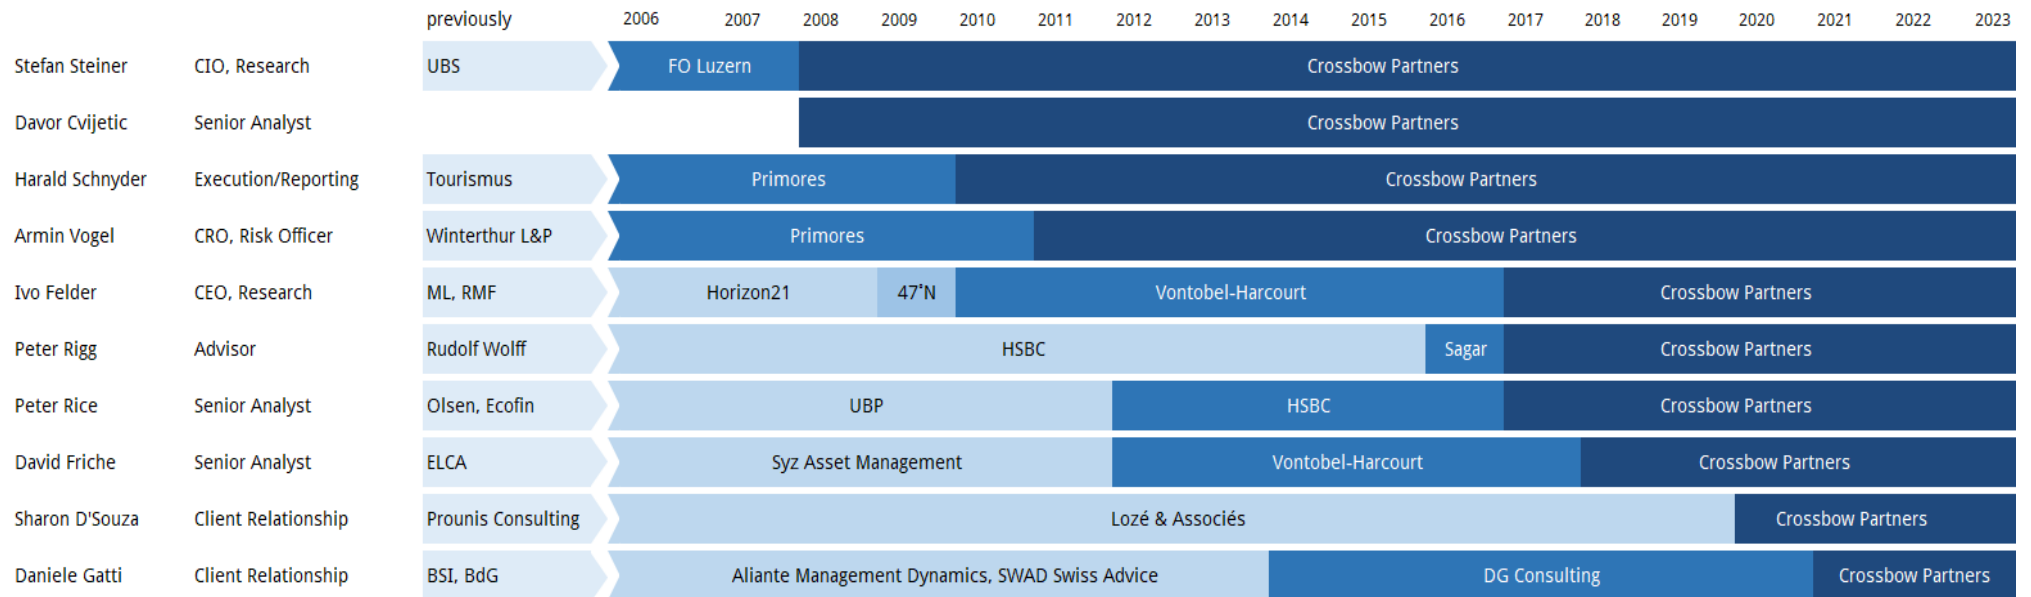 previously 2006 2007 2008 2009 2010 2011 2012 2013 2014 2015 2016 2017 2018 2019 2020 2021 2022 2023
Stefan Steiner CIO, Research UBS FO Luzern Crossbow Partners
Davor Cvijetic Senior Analyst Crossbow Partners
Harald Schnyder Execution/Reporting Tourismus Primores Crossbow Partners
Armin Vogel CRO, Risk Officer Winterthur L&P Primores Crossbow Partners
Ivo Felder CEO, Research ML, RMF Horizon21 47°N Vontobel-Harcourt Crossbow Partners
Peter Rigg Advisor Rudolf Wolff HSBC Sagar Crossbow Partners
Peter Rice Senior Analyst Olsen, Ecofin UBP HSBC Crossbow Partners
David Friche Senior Analyst ELCA Syz Asset Management Vontobel-Harcourt Crossbow Partners
Sharon D'Souza Client Relationship Prounis Consulting Lozé & Associés Crossbow Partners
Daniele Gatti Client Relationship BSI, BdG Aliante Management Dynamics, SWAD Swiss Advice DG Consulting Crossbow Partners